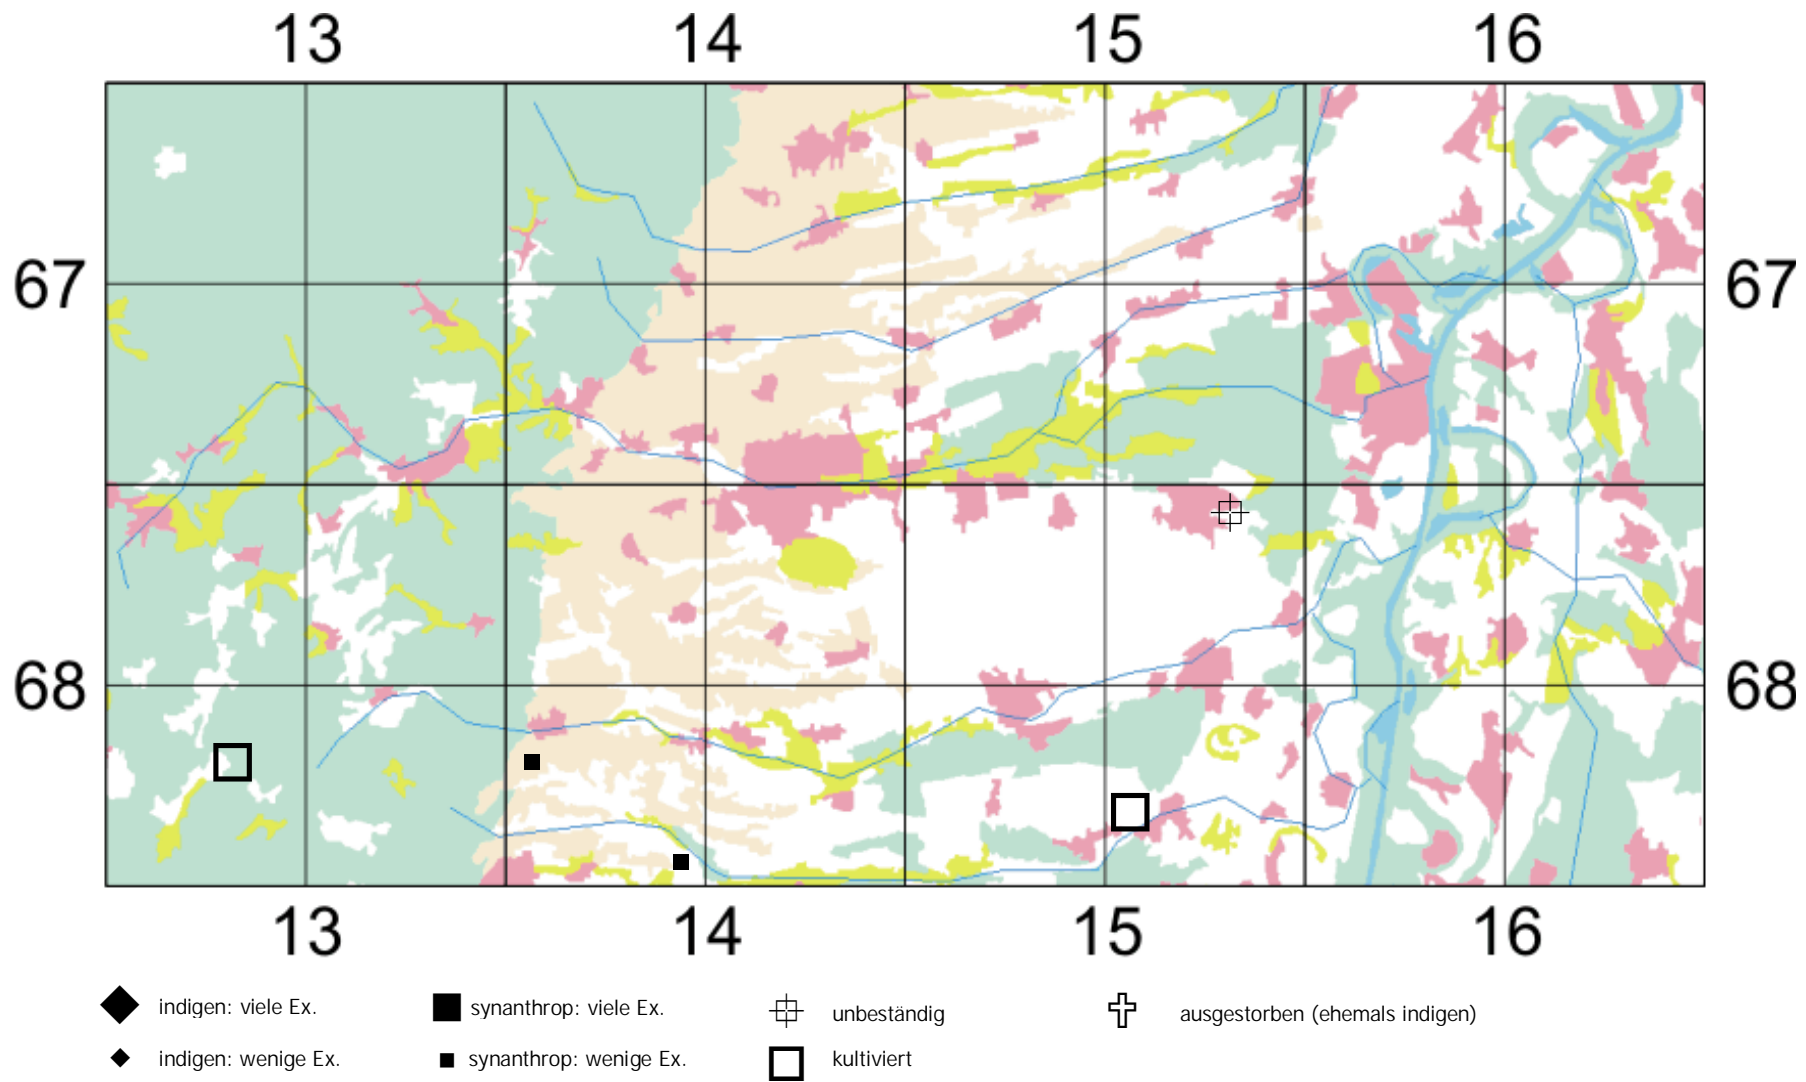 13 14 15 16
67 67
68 68
13 14 15 16
indigen: viele Ex. synanthrop: viele Ex. unbeständig ausgestorben (ehemals indigen)
indigen: wenige Ex. synanthrop: wenige Ex. kultiviert